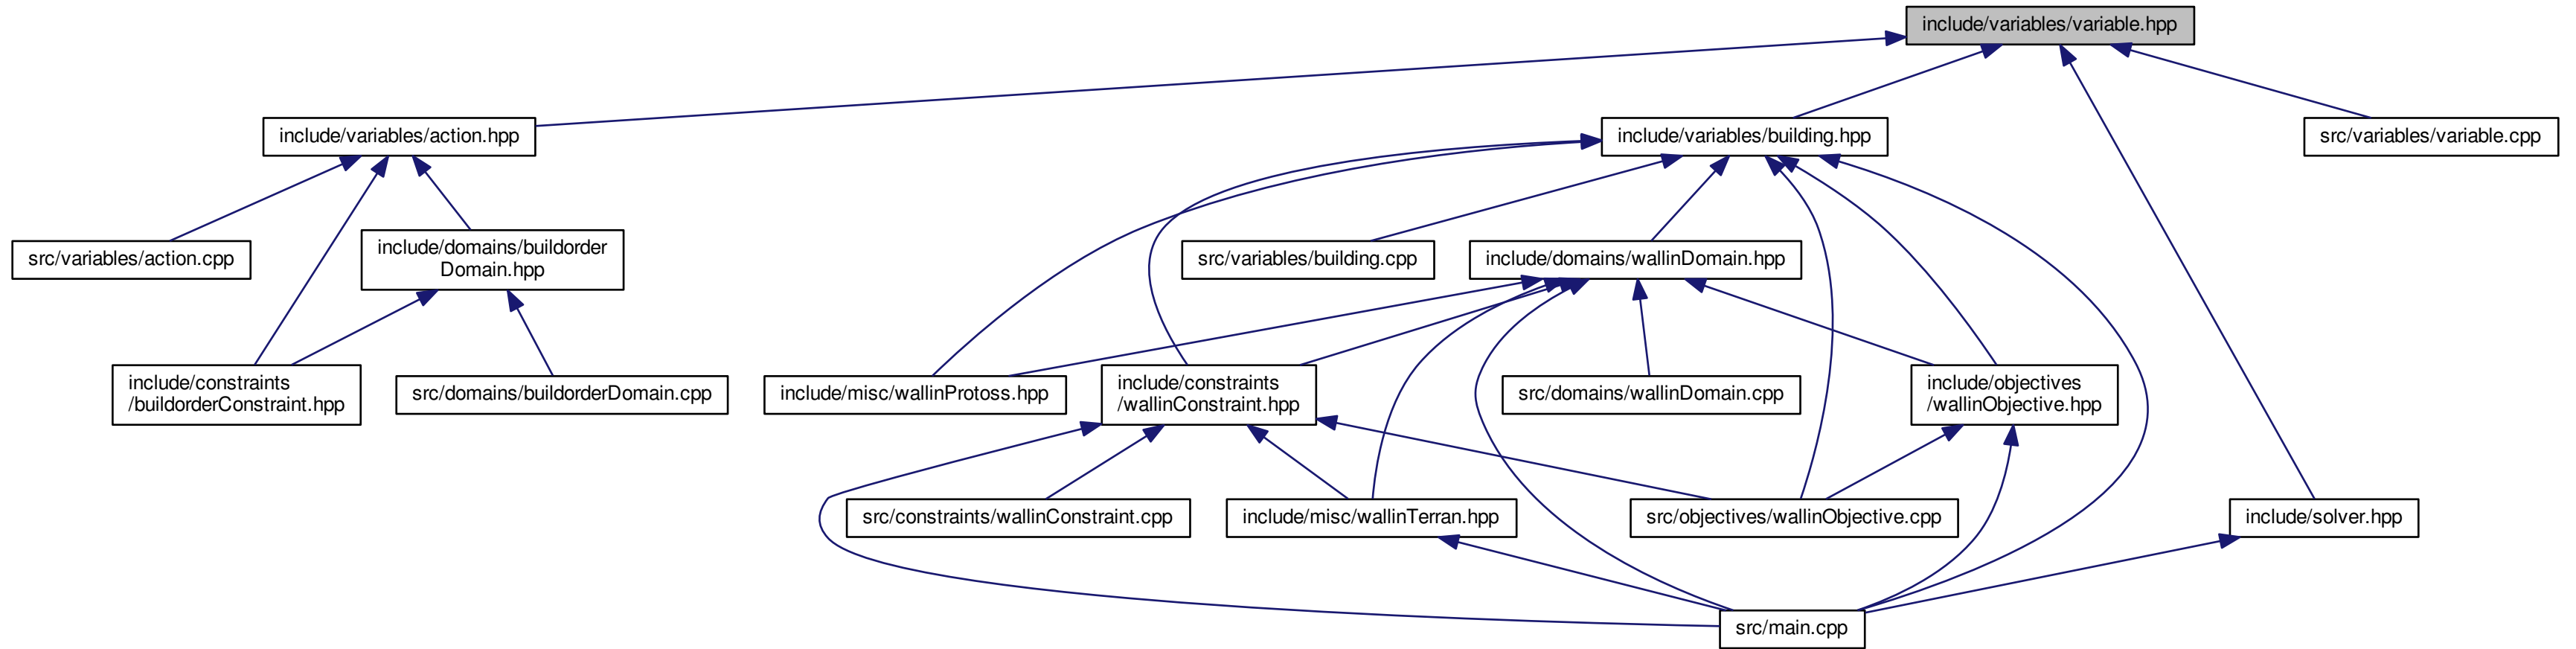 include/variables/variable.hpp
include/variables/action.hpp
include/variables/building.hpp
src/variables/variable.cpp
src/variables/action.cpp
include/domains/buildorder
Domain.hpp
src/variables/building.cpp
include/domains/wallinDomain.hpp
include/constraints
/buildorderConstraint.hpp
src/domains/buildorderDomain.cpp
include/misc/wallinProtoss.hpp
include/constraints
/wallinConstraint.hpp
src/domains/wallinDomain.cpp
include/objectives
/wallinObjective.hpp
src/constraints/wallinConstraint.cpp
include/misc/wallinTerran.hpp
src/objectives/wallinObjective.cpp
include/solver.hpp
src/main.cpp